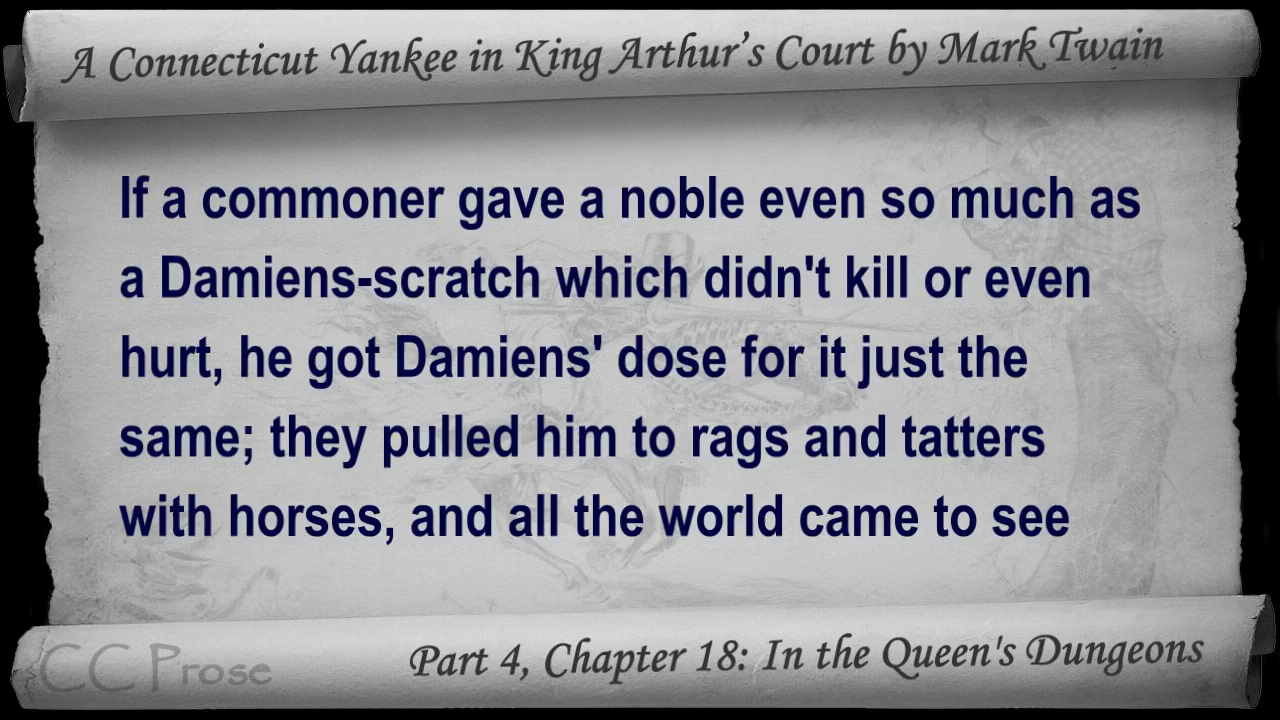 A Connecticut Yankee in King Arthur's Court by Mark Twain
If a commoner gave a noble even so much as
a Damiens-scratch which didn't kill or even
hurt, he got Damiens' dose for it just the
same; they pulled him to rags and tatters
with horses, and all the world came to see
CC Prose
Part 4, Chapter 18: In the Queen's Dungeons